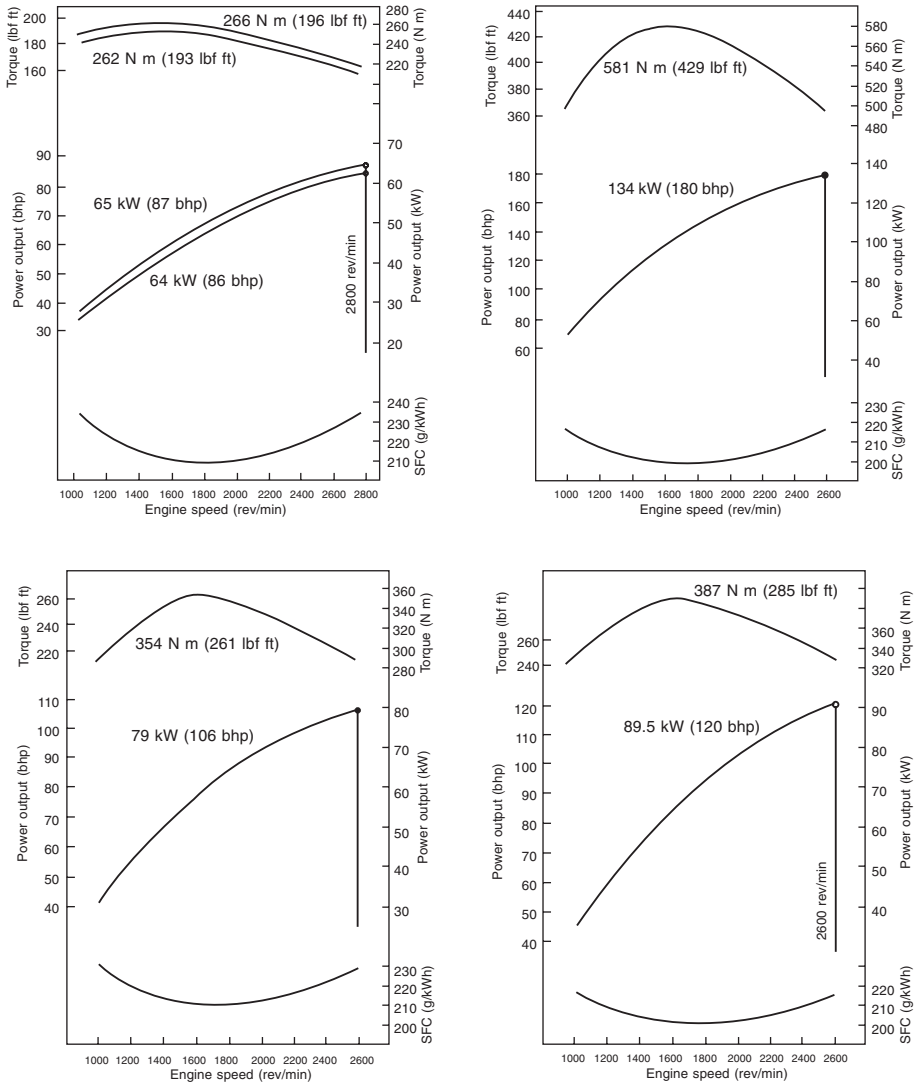 Torque (lbf ft)
200
180
160
266 N m (196 lbf ft)
262 N m (193 lbf ft)
280
260
240
220
Torque (N m)
Power output (bhp)
90
80
70
60
50
40
30
65 kW (87 bhp)
64 kW (86 bhp)
2800 rev/min
70
60
50
40
30
20
Power output (kW)
240
230
220
210
SFC (g/kWh)
1000 1200 1400 1600 1800 2000 2200 2400 2600 2800
Engine speed (rev/min)
Torque (lbf ft)
440
420
400
380
360
581 N m (429 lbf ft)
580
560
540
520
500
480
Torque (N m)
Power output (bhp)
180
160
140
120
100
80
60
134 kW (180 bhp)
140
120
100
80
60
40
Power output (kW)
230
220
210
200
SFC (g/kWh)
1000 1200 1400 1600 1800 2000 2200 2400 2600
Engine speed (rev/min)
Torque (lbf ft)
260
240
220
354 N m (261 lbf ft)
360
340
320
300
280
Torque (N m)
Power output (bhp)
110
100
90
80
70
60
50
40
79 kW (106 bhp)
80
70
60
50
40
30
Power output (kW)
230
220
210
200
SFC (g/kWh)
1000 1200 1400 1600 1800 2000 2200 2400 2600
Engine speed (rev/min)
Torque (lbf ft)
260
240
387 N m (285 lbf ft)
360
340
320
Torque (N m)
Power output (bhp)
120
110
100
90
80
70
60
50
40
89.5 kW (120 bhp)
2600 rev/min
90
80
70
60
50
40
Power output (kW)
220
210
200
SFC (g/kWh)
1000 1200 1400 1600 1800 2000 2200 2400 2600
Engine speed (rev/min)